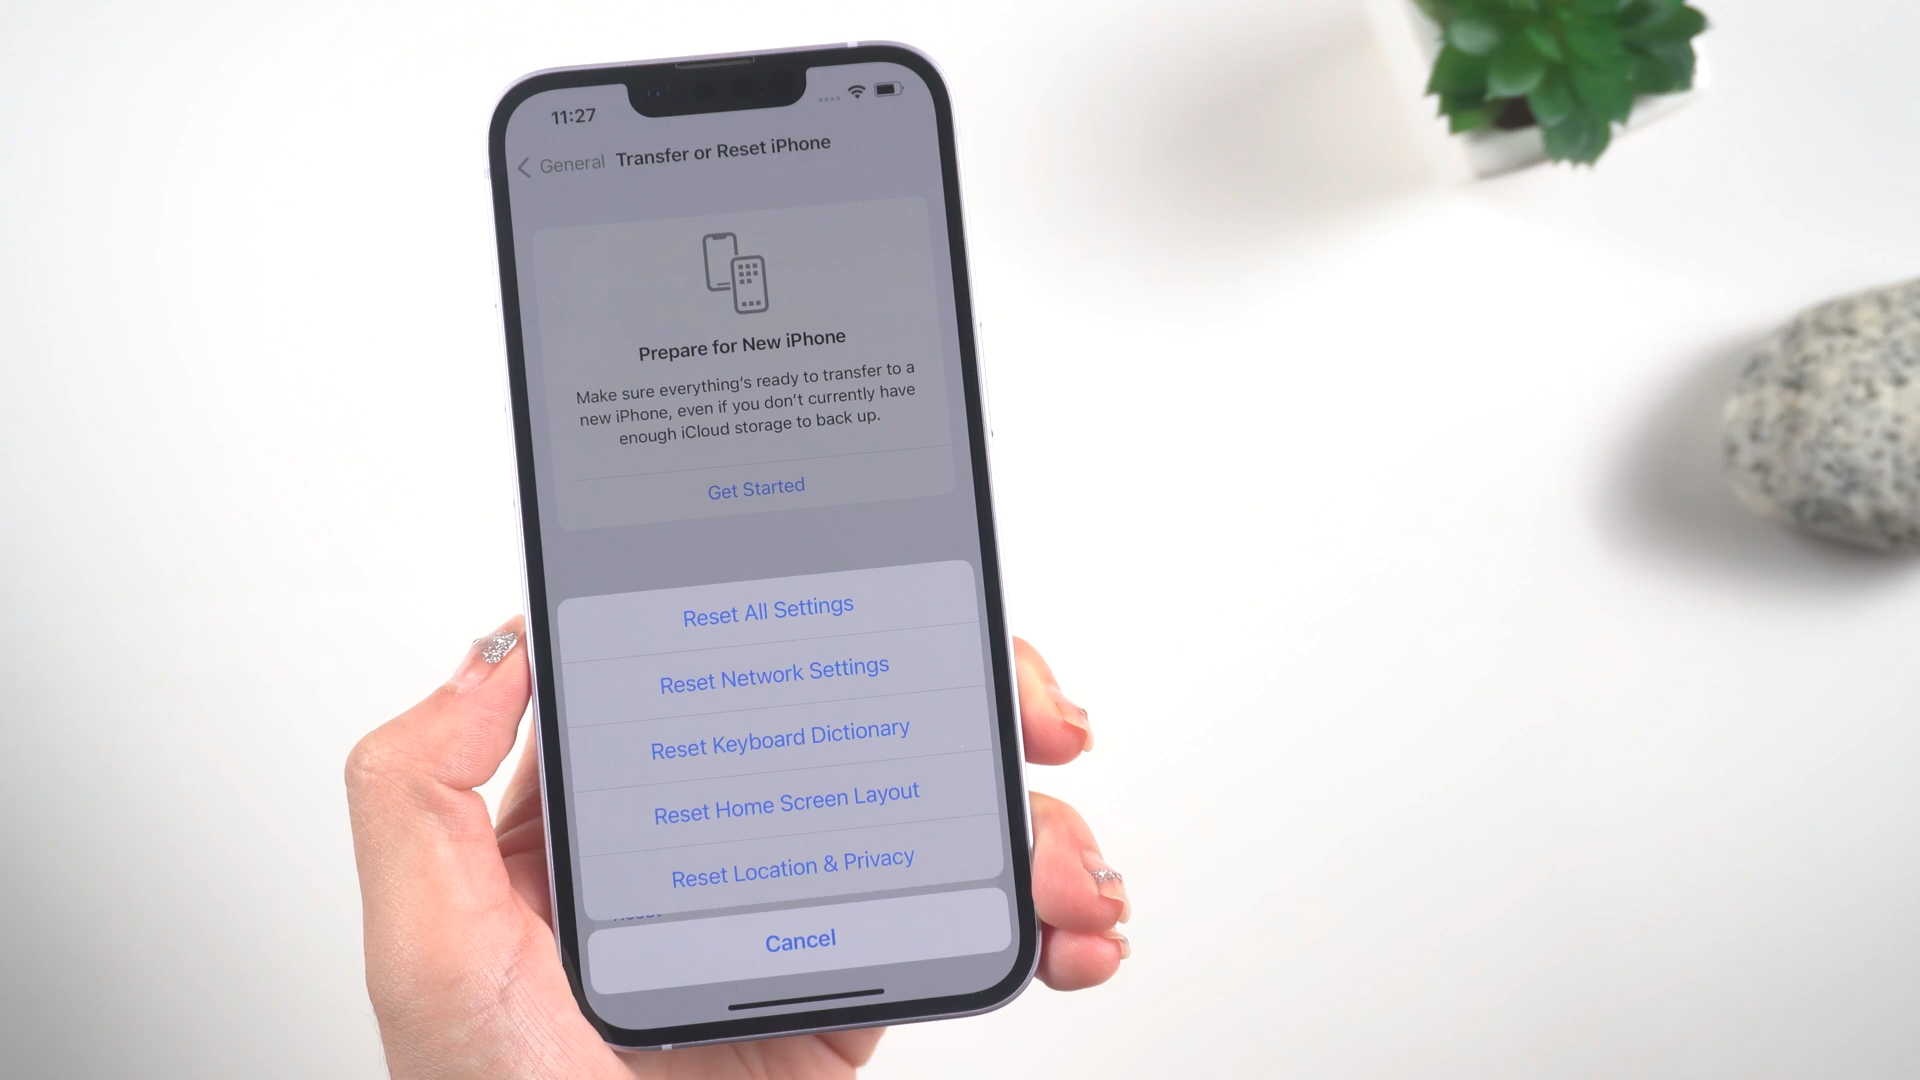 11:27
General Transfer or Reset iPhone
Prepare for New iPhone
Make sure everything's ready to transfer to a
new iPhone, even if you don't currently have
enough iCloud storage to back up.
Get Started
Reset All Settings
Reset Network Settings
Reset Keyboard Dictionary
Reset Home Screen Layout
Reset Location & Privacy
Cancel